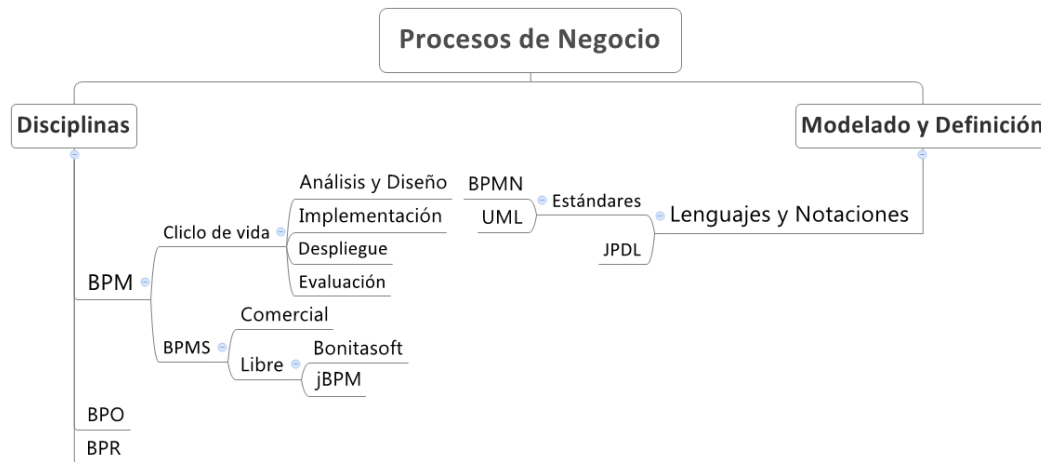 Procesos de Negocio
Disciplinas
Modelado y Definición
Análisis y Diseño
Implementación
Cliclo de vida
Despliegue
Evaluación
BPM
Comercial
BPMS
Bonitasoft
Libre
jBPM
BPO
BPR
BPMN
Estándares
UML
Lenguajes y Notaciones
JPDL